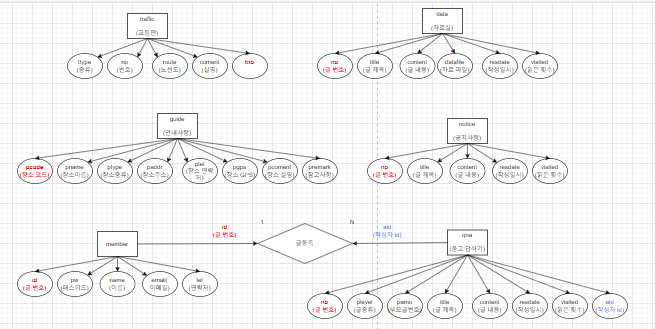 traffic
(교통편)
data
(자료실)
ttype
(종류)
no
(번호)
route
(노선도)
coment
(설명)
tno
no
(글 번호)
title
(글 제목)
content
(글 내용)
datafile
(자료 파일)
resdate
(작성일시)
visited
(읽은 횟수)
guide
(안내사항)
notice
(공지사항)
pcode
(장소 코드)
pname
(장소이름)
ptype
(장소종류)
paddr
(장소주소)
ptel
(장소 연락
처)
pgps
(장소 GPS)
pcoment
(장소 설명)
premark
(참고사항)
no
(글 번호)
title
(글 제목)
content
(글 내용)
resdate
(작성일시)
visited
(읽은 횟수)
member
id
(글 번호)
1
글등록
N
aid
(작성자 id)
qna
(묻고 답하기)
id
(글 번호)
pw
(패스워드)
name
(이름)
email(
이메일)
tel
(연락처)
no
(글 번호)
plevel
(글종류)
parno
(부모글번호)
title
(글 제목)
content
(글 내용)
resdate
(작성일시)
visited
(읽은 횟수)
aid
(작성자 id)